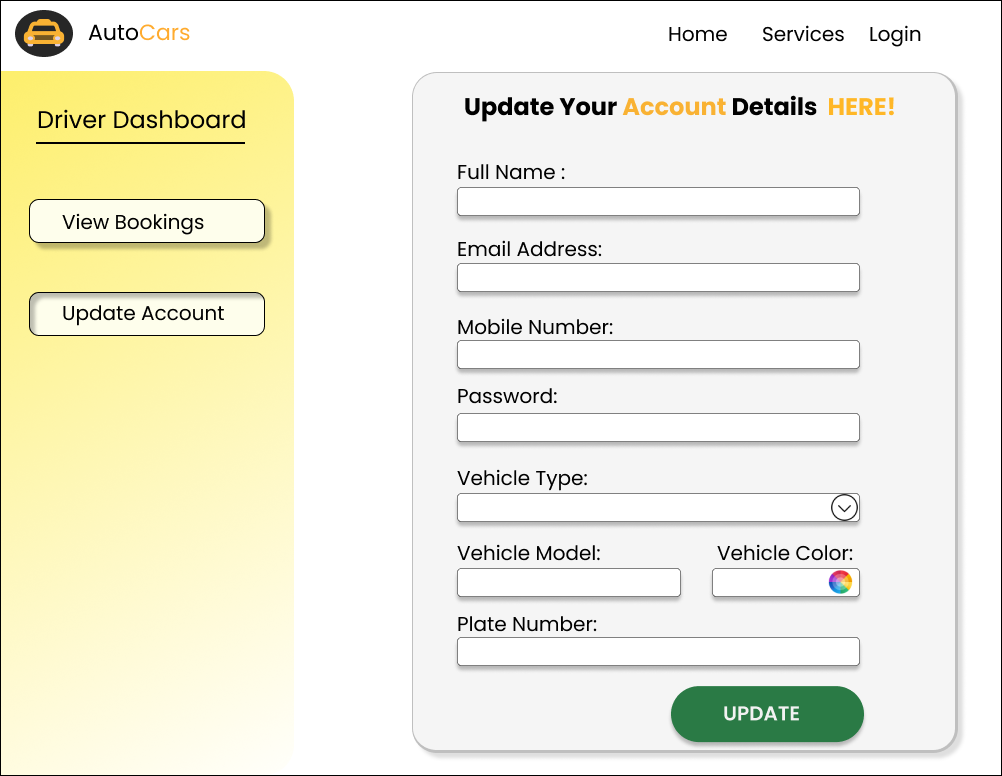 AutoCars
Home Services Login
Driver Dashboard
View Bookings
Update Account
Update Your Account Details HERE!
Full Name :
Email Address:
Mobile Number:
Password:
Vehicle Type:
Vehicle Model: Vehicle Color:
Plate Number:
UPDATE